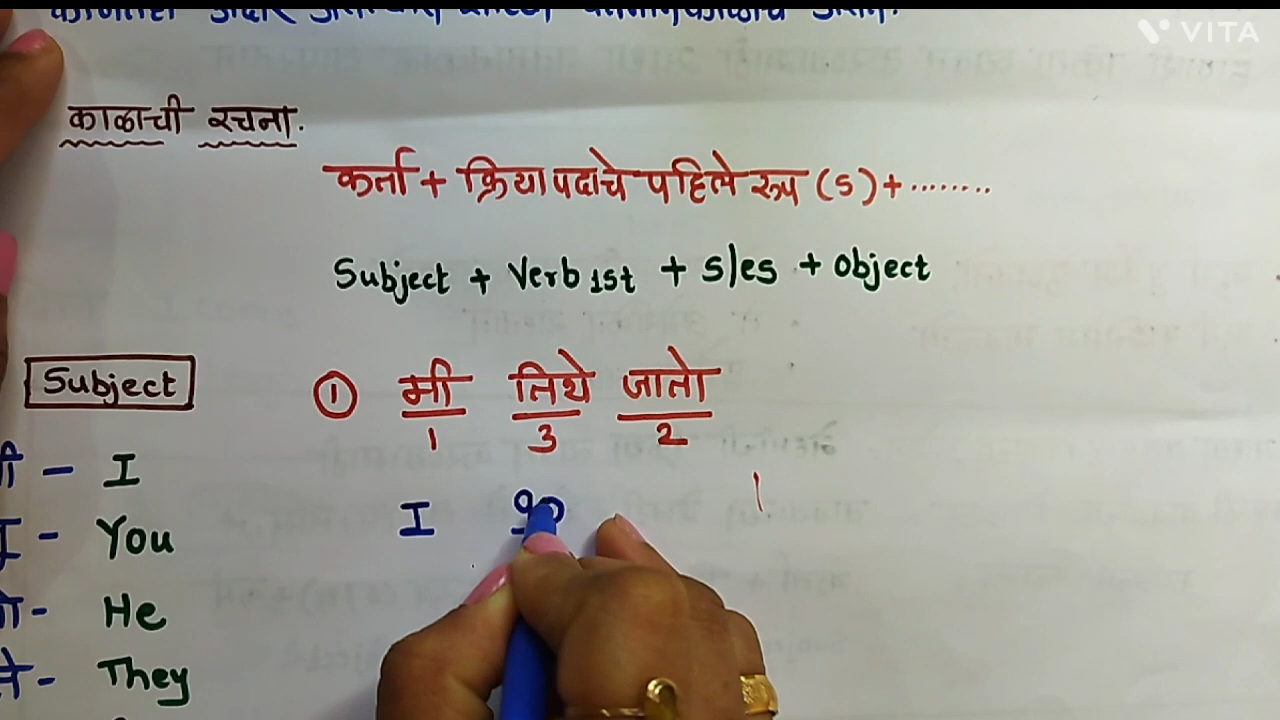 VITA
काळाची रचना.
कर्ता + क्रियापदाचे पहिले रूप (s) + ........
Subject + Verb 1st + s/es + object
Subject
① मी तिथे जातो
1 3 2
– I
I go
- You
- He
- They